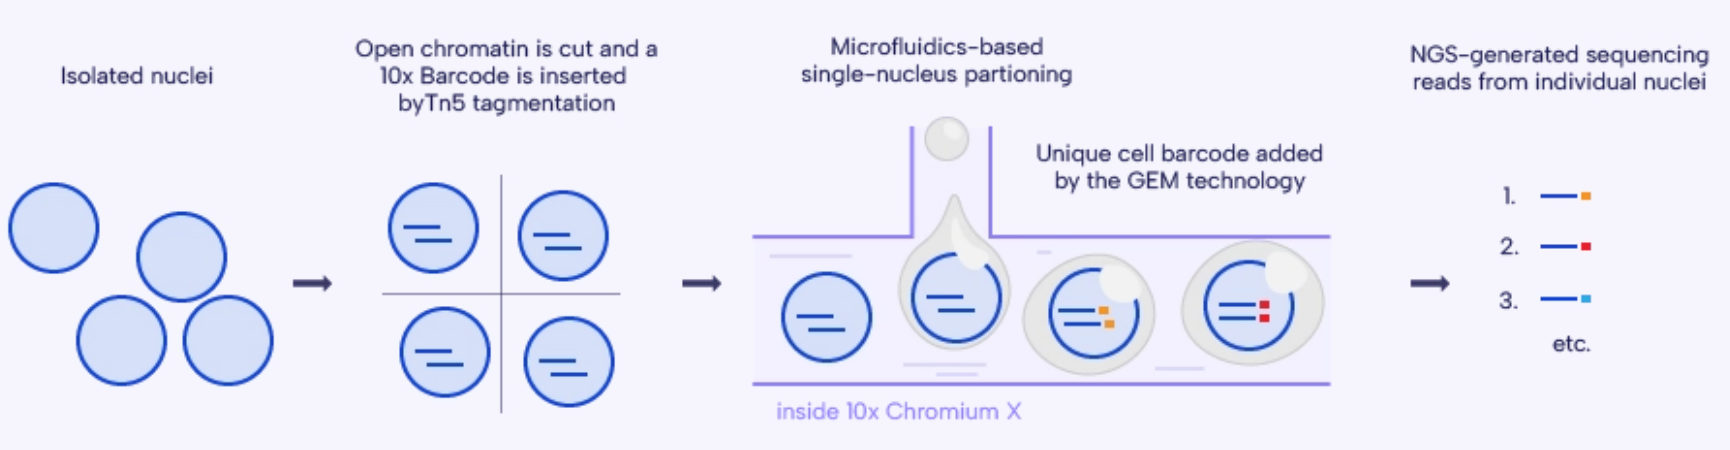 Isolated nuclei
Open chromatin is cut and a
10x Barcode is inserted
byTn5 tagmentation
Microfluidics-based
single-nucleus partioning
Unique cell barcode added
by the GEM technology
inside 10x Chromium X
NGS-generated sequencing
reads from individual nuclei
1.
2.
3.
etc.